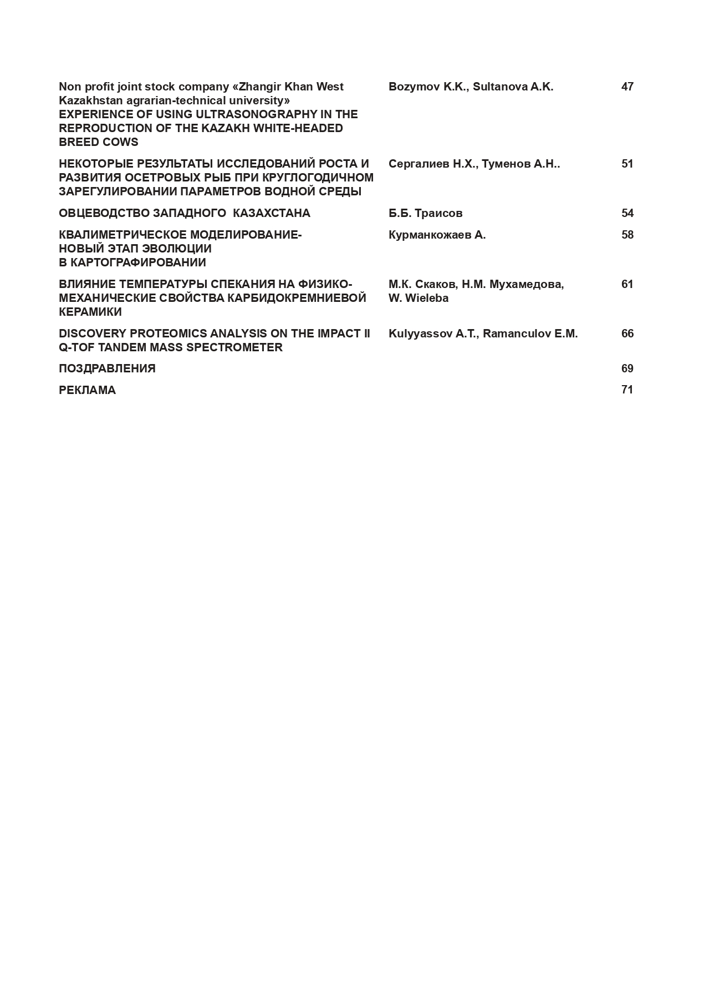 Non profit joint stock company «Zhangir Khan West Bozymov K.K., Sultanova A.K. 47
Kazakhstan agrarian-technical university»
EXPERIENCE OF USING ULTRASONOGRAPHY IN THE
REPRODUCTION OF THE KAZAKH WHITE-HEADED
BREED COWS
НЕКОТОРЫЕ РЕЗУЛЬТАТЫ ИССЛЕДОВАНИЙ РОСТА И Сергалиев Н.Х., Туменов А.Н.. 51
РАЗВИТИЯ ОСЕТРОВЫХ РЫБ ПРИ КРУГЛОГОДИЧНОМ
ЗАРЕГУЛИРОВАНИИ ПАРАМЕТРОВ ВОДНОЙ СРЕДЫ
ОВЦЕВОДСТВО ЗАПАДНОГО КАЗАХСТАНА Б.Б. Траисов 54
КВАЛИМЕТРИЧЕСКОЕ МОДЕЛИРОВАНИЕ- Курманкожаев А. 58
НОВЫЙ ЭТАП ЭВОЛЮЦИИ
В КАРТОГРАФИРОВАНИИ
ВЛИЯНИЕ ТЕМПЕРАТУРЫ СПЕКАНИЯ НА ФИЗИКО- М.К. Скаков, Н.М. Мухамедова, 61
МЕХАНИЧЕСКИЕ СВОЙСТВА КАРБИДОКРЕМНИЕВОЙ W. Wieleba
КЕРАМИКИ
DISCOVERY PROTEOMICS ANALYSIS ON THE IMPACT II Kulyyassov A.T., Ramanculov E.M. 66
Q-TOF TANDEM MASS SPECTROMETER
ПОЗДРАВЛЕНИЯ 69
РЕКЛАМА 71